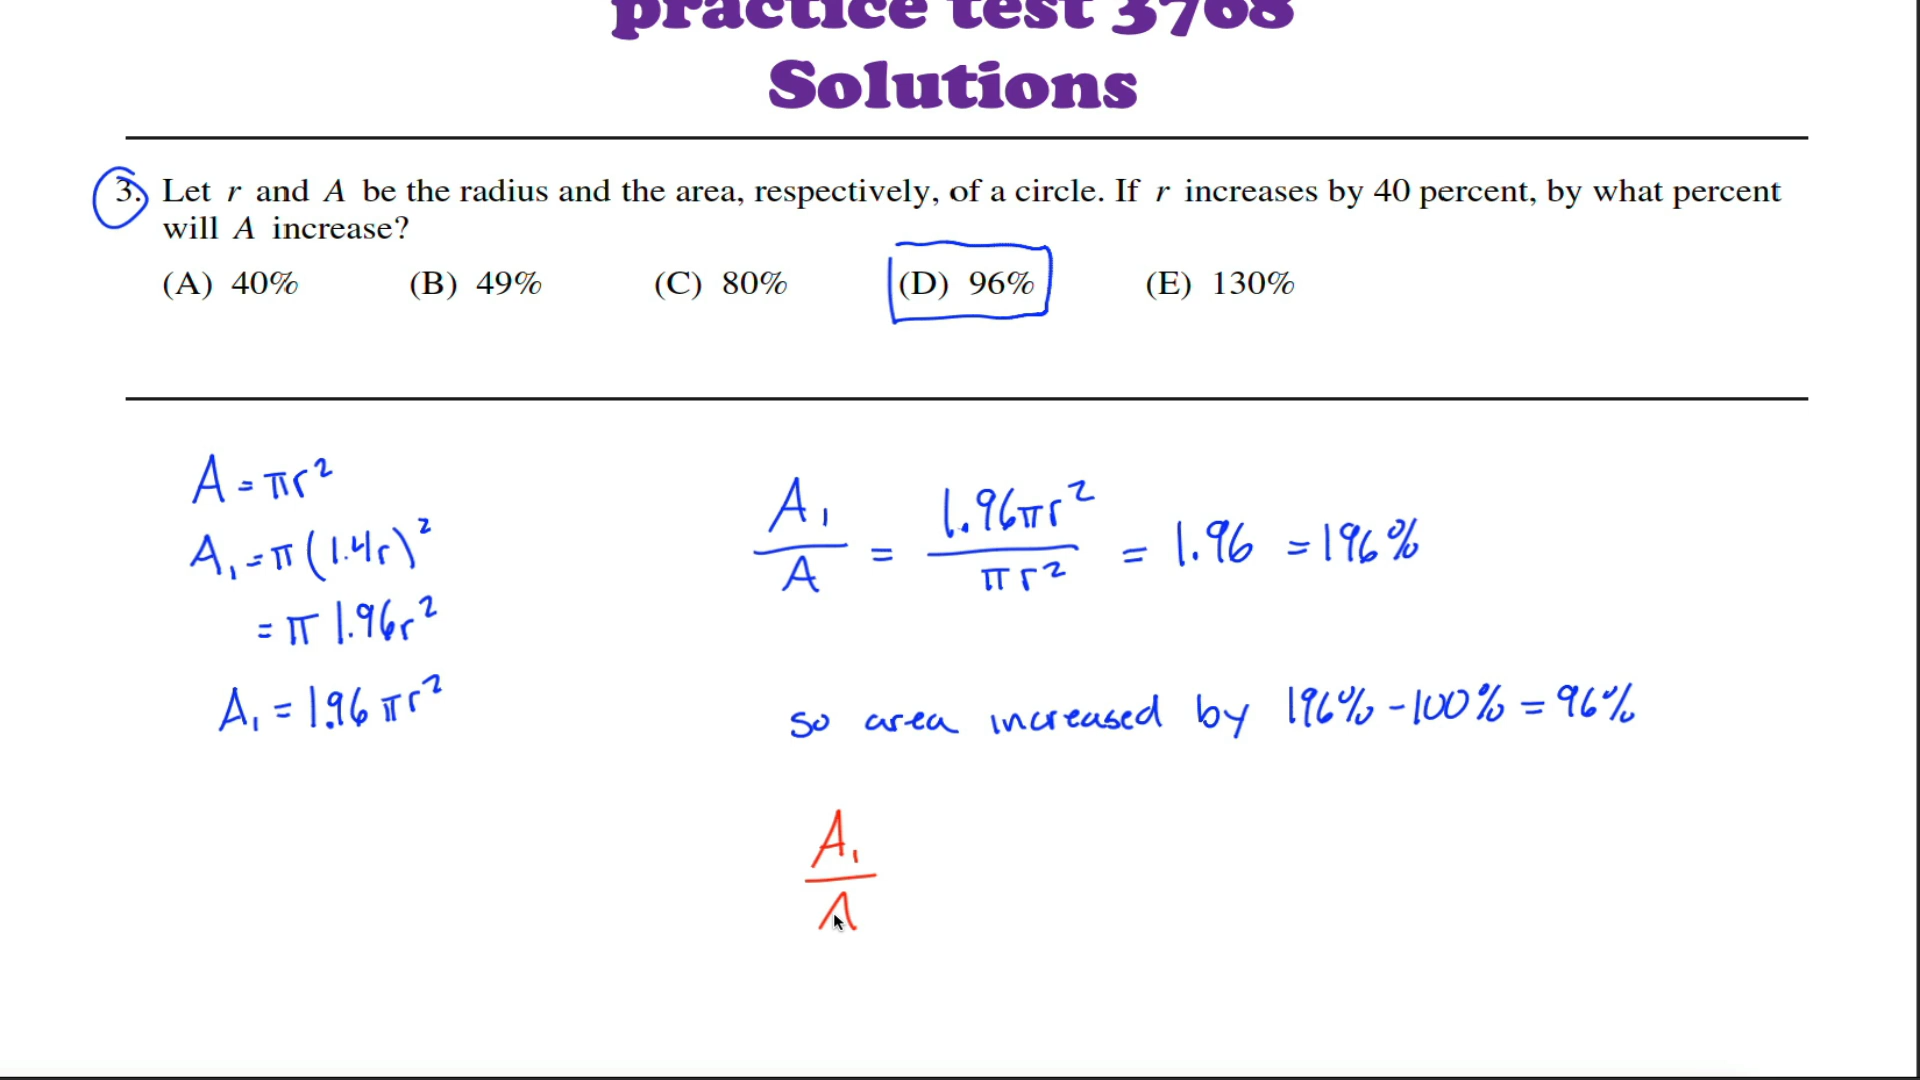 practice test 3768
Solutions
3. Let r and A be the radius and the area, respectively, of a circle. If r increases by 40 percent, by what percent
will A increase?
(A) 40% (B) 49% (C) 80% (D) 96% (E) 130%
A = πr²
A₁ = π(1.4r)²
= π 1.96r²
A₁ = 1.96 πr²
A₁/A = 1.96πr²/πr² = 1.96 = 196%
so area increased by 196% - 100% = 96%
A₁/A